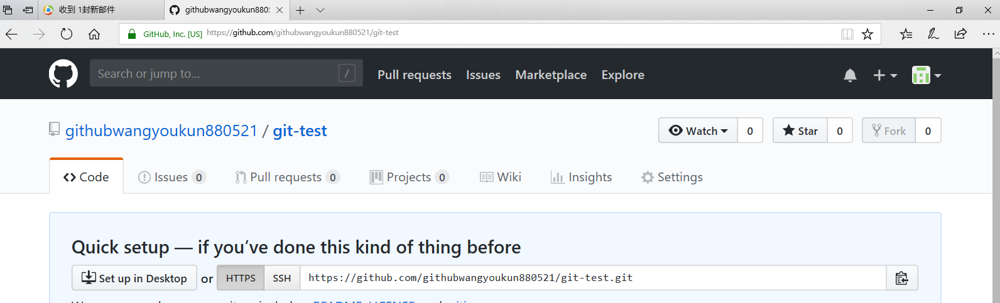 收到 1封新邮件
githubwangyoukun880521
GitHub, Inc. [US] https://github.com/githubwangyoukun880521/git-test
Search or jump to... /
Pull requests Issues Marketplace Explore
githubwangyoukun880521 / git-test
Watch 0 Star 0 Fork 0
Code Issues 0 Pull requests 0 Projects 0 Wiki Insights Settings
Quick setup — if you’ve done this kind of thing before
Set up in Desktop or HTTPS SSH https://github.com/githubwangyoukun880521/git-test.git
README LICENSE